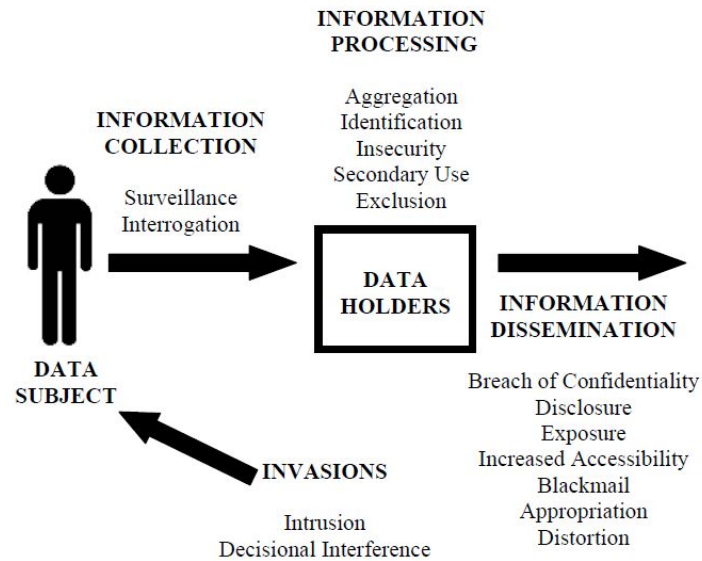 INFORMATION
PROCESSING
Aggregation
Identification
Insecurity
Secondary Use
Exclusion
INFORMATION
COLLECTION
Surveillance
Interrogation
DATA
HOLDERS
INFORMATION
DISSEMINATION
Breach of Confidentiality
Disclosure
Exposure
Increased Accessibility
Blackmail
Appropriation
Distortion
DATA
SUBJECT
INVASIONS
Intrusion
Decisional Interference